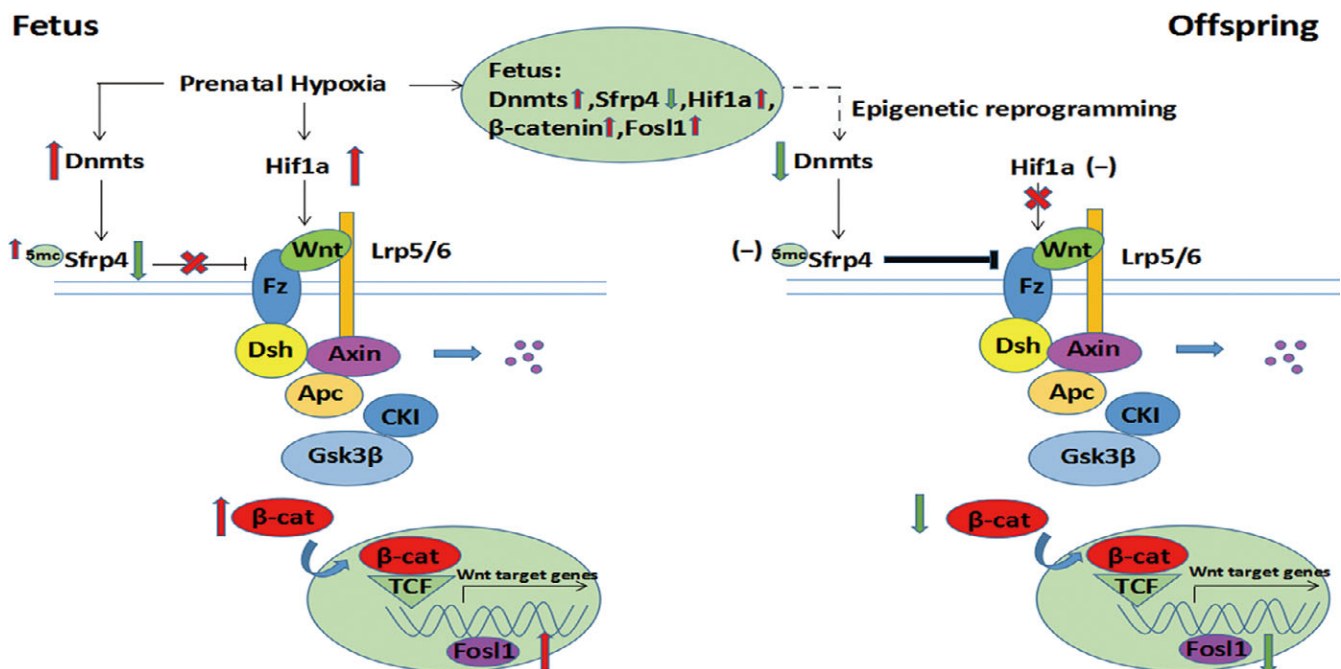 Fetus
Offspring
Prenatal Hypoxia
Fetus:
Dnmts↑,Sfrp4↓,Hif1a↑,
β-catenin↑,Fosl1↑
Epigenetic reprogramming
Dnmts
Hif1a
Wnt
Lrp5/6
5mc
Sfrp4
Fz
Dsh
Axin
Apc
CKI
Gsk3β
β-cat
β-cat
TCF
Wnt target genes
Fosl1
Dnmts
Hif1a (–)
Wnt
Lrp5/6
(–)
5mc
Sfrp4
Fz
Dsh
Axin
Apc
CKI
Gsk3β
β-cat
β-cat
TCF
Wnt target genes
Fosl1